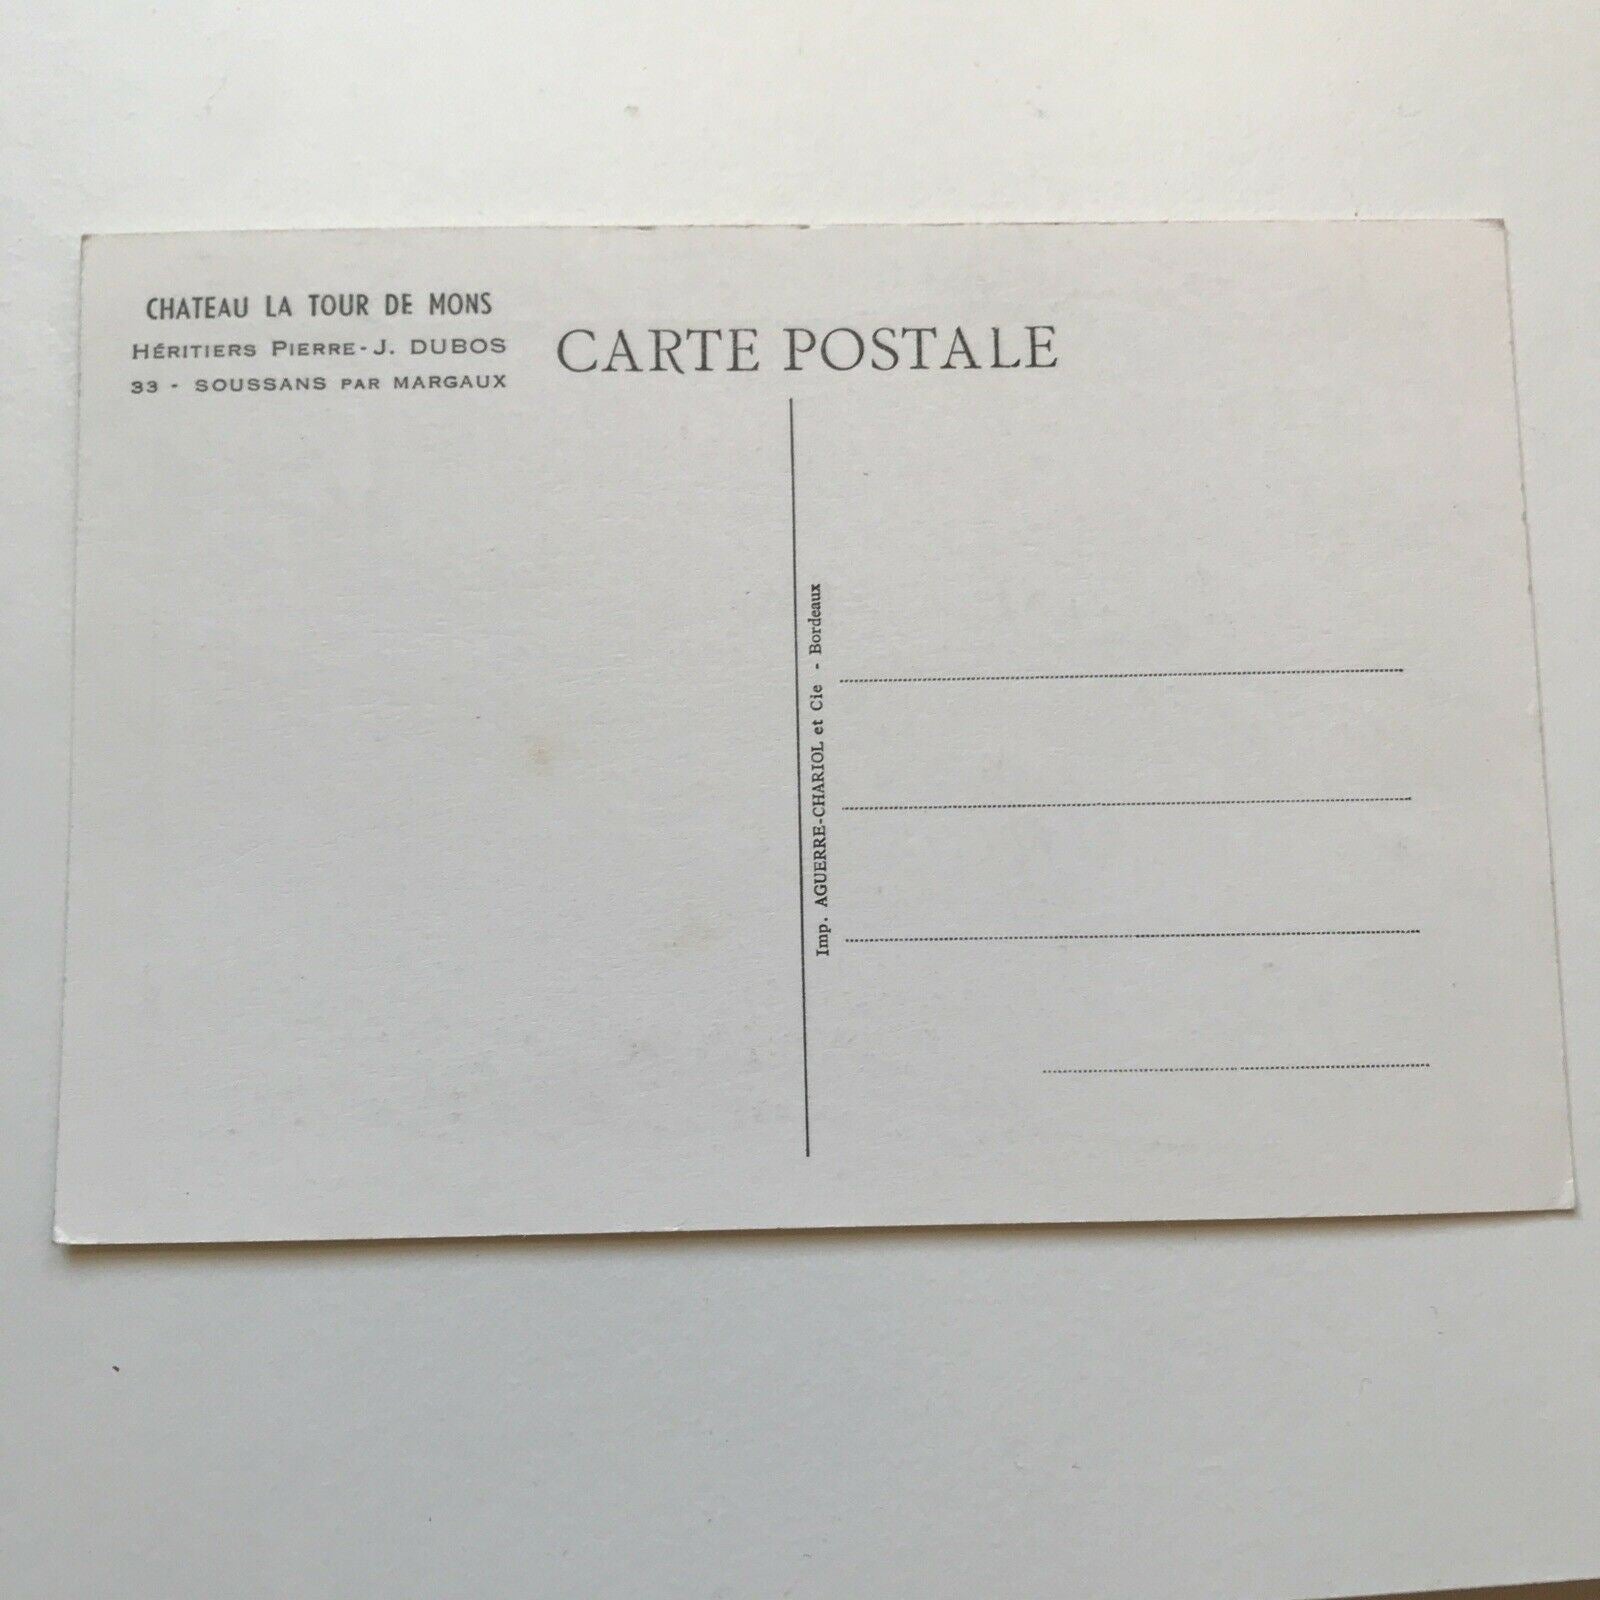 CHATEAU LA TOUR DE MONS
HÉRITIERS PIERRE-J. DUBOS
33 - SOUSSANS PAR MARGAUX
CARTE POSTALE
Imp. AGUERRE-CHARIOL et Cie - Bordeaux